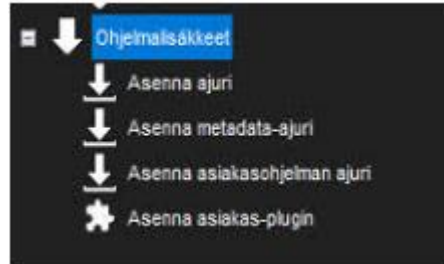 Ohjelmalisäkkeet
Asenna ajuri
Asenna metadata-ajuri
Asenna asiakasohjelman ajuri
Asenna asiakas-plugin